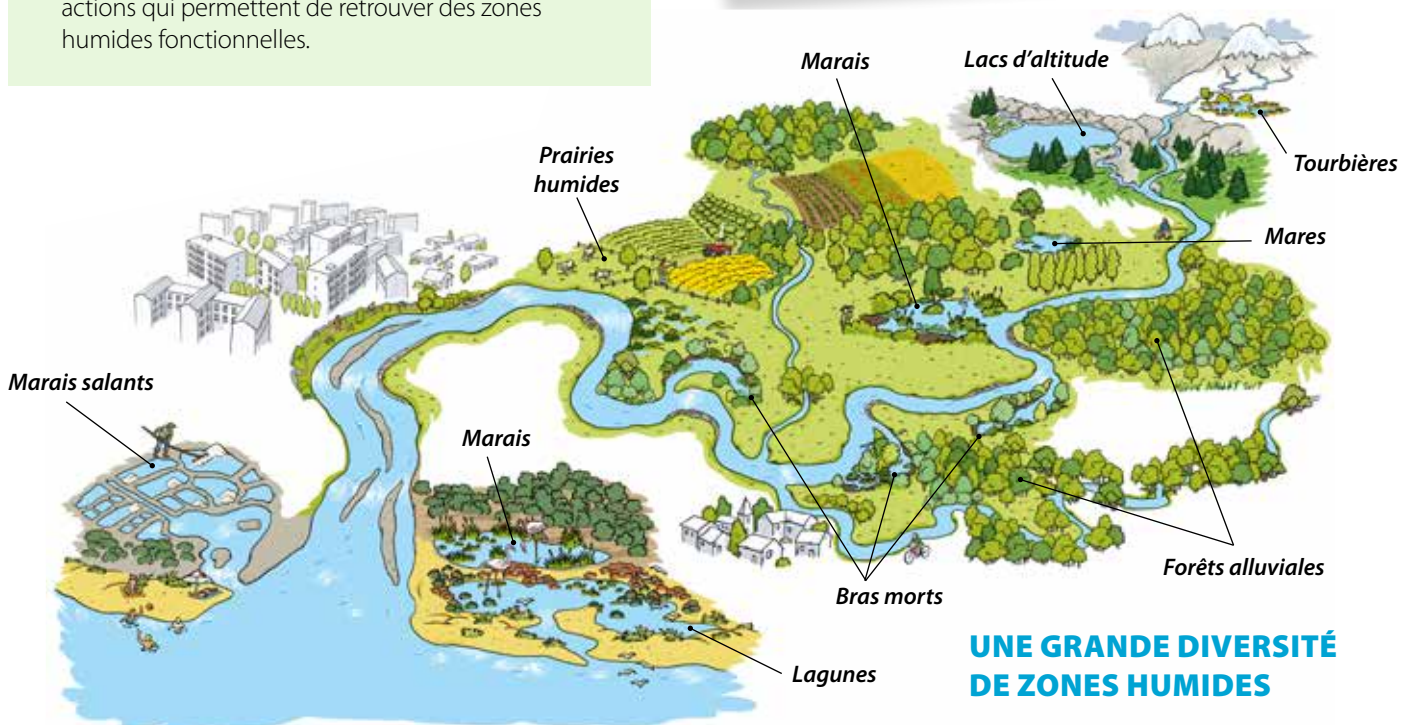 actions qui permettent de retrouver des zones
humides fonctionnelles.
Marais
Lacs d'altitude
Tourbières
Prairies
humides
Mares
Marais salants
Marais
Forêts alluviales
Bras morts
Lagunes
UNE GRANDE DIVERSITÉ
DE ZONES HUMIDES